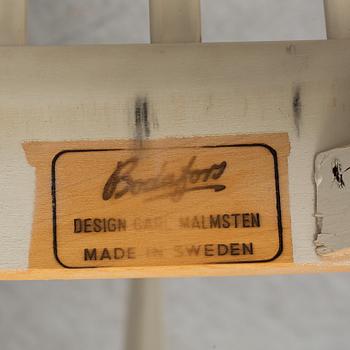 Bodafors
DESIGN CARL MALMSTEN
MADE IN SWEDEN